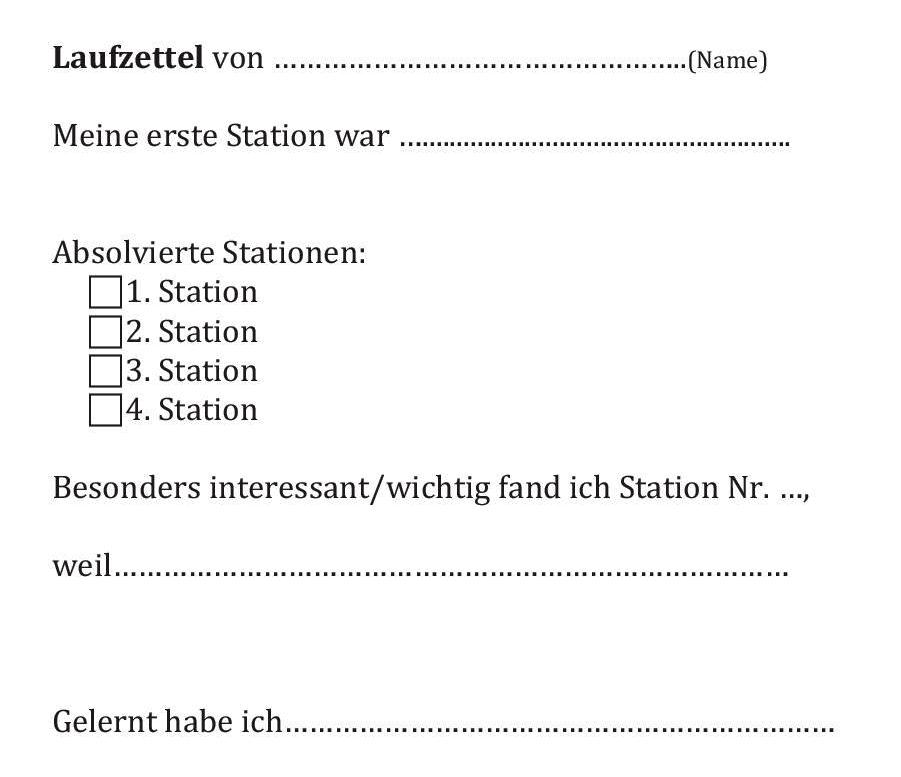 Laufzettel von ………………………………………..(Name)
Meine erste Station war ….....................................................
Absolvierte Stationen:
1. Station
2. Station
3. Station
4. Station
Besonders interessant/wichtig fand ich Station Nr. …,
weil………………………………………………………………………
Gelernt habe ich…………………………………………………………